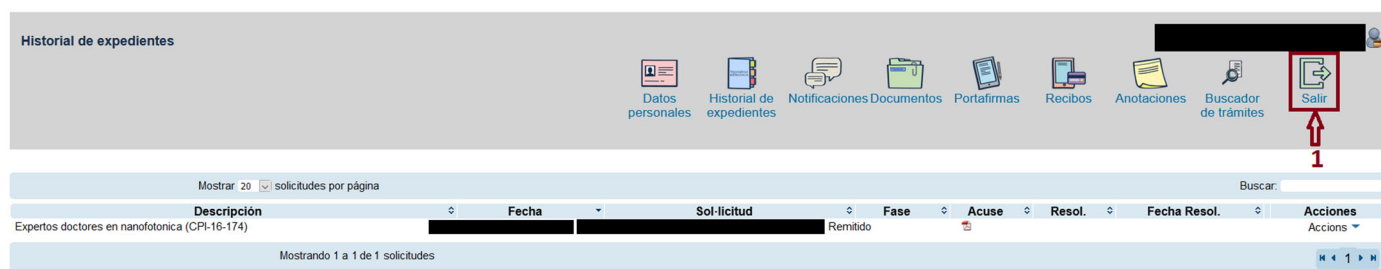 Historial de expedientes
Datos personales
Historial de expedientes
Notificaciones
Documentos
Portafirmas
Recibos
Anotaciones
Buscador de trámites
Salir
1
Mostrar 20 solicitudes por página
Buscar:
Descripción Fecha Sol·licitud Fase Acuse Resol. Fecha Resol. Acciones
Expertos doctores en nanofotonica (CPI-16-174) Remitido Accions
Mostrando 1 a 1 de 1 solicitudes
1